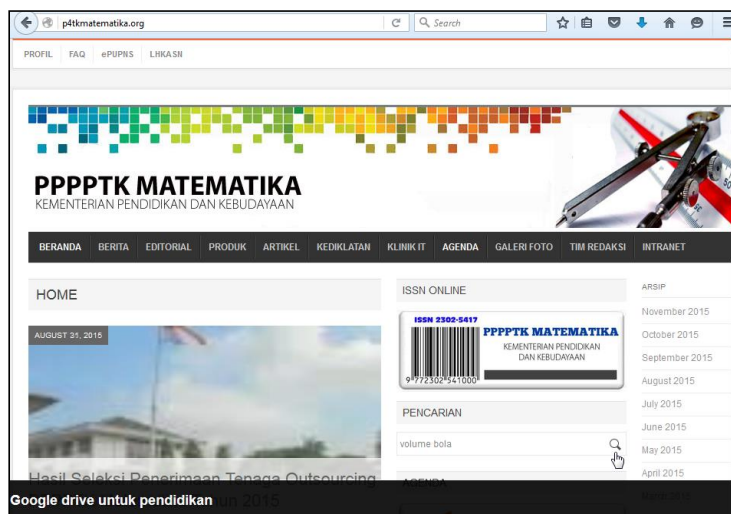 p4tkmatematika.org
Search
PROFIL FAQ ePUPNS LHKASN
PPPPTK MATEMATIKA
KEMENTERIAN PENDIDIKAN DAN KEBUDAYAAN
BERANDA BERITA EDITORIAL PRODUK ARTIKEL KEDIKLATAN KLINIK IT AGENDA GALERI FOTO TIM REDAKSI INTRANET
HOME
AUGUST 31, 2015
Hasil Seleksi Penerimaan Tenaga Outsourcing
2015
ISSN ONLINE
ISSN 2302-5417
PPPPTK MATEMATIKA
KEMENTERIAN PENDIDIKAN
DAN KEBUDAYAAN
9 772302 541000
PENCARIAN
volume bola
AGENDA
ARSIP
November 2015
October 2015
September 2015
August 2015
July 2015
June 2015
May 2015
April 2015
March 2015
Google drive untuk pendidikan